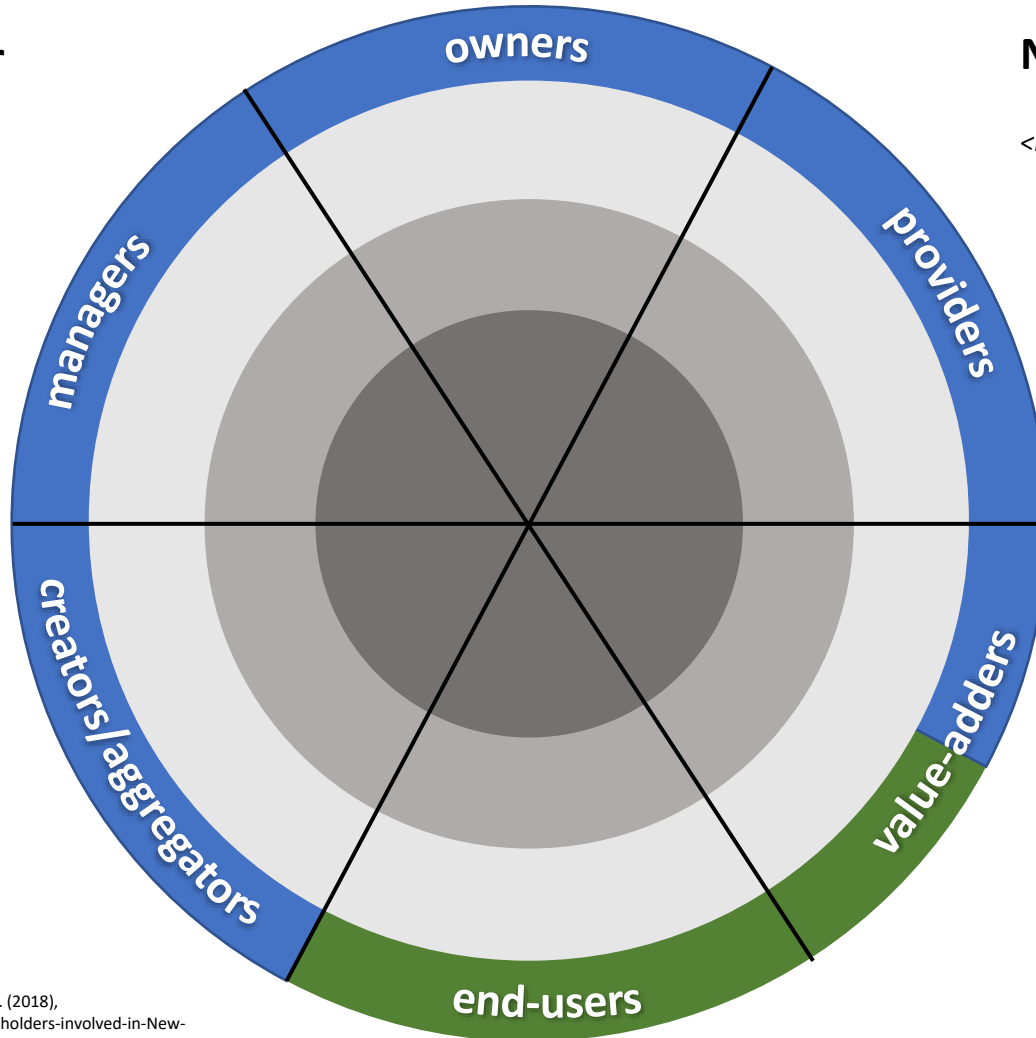 owners
providers
managers
value-adders
creators/aggregators
end-users
. (2018),
holders-involved-in-New-